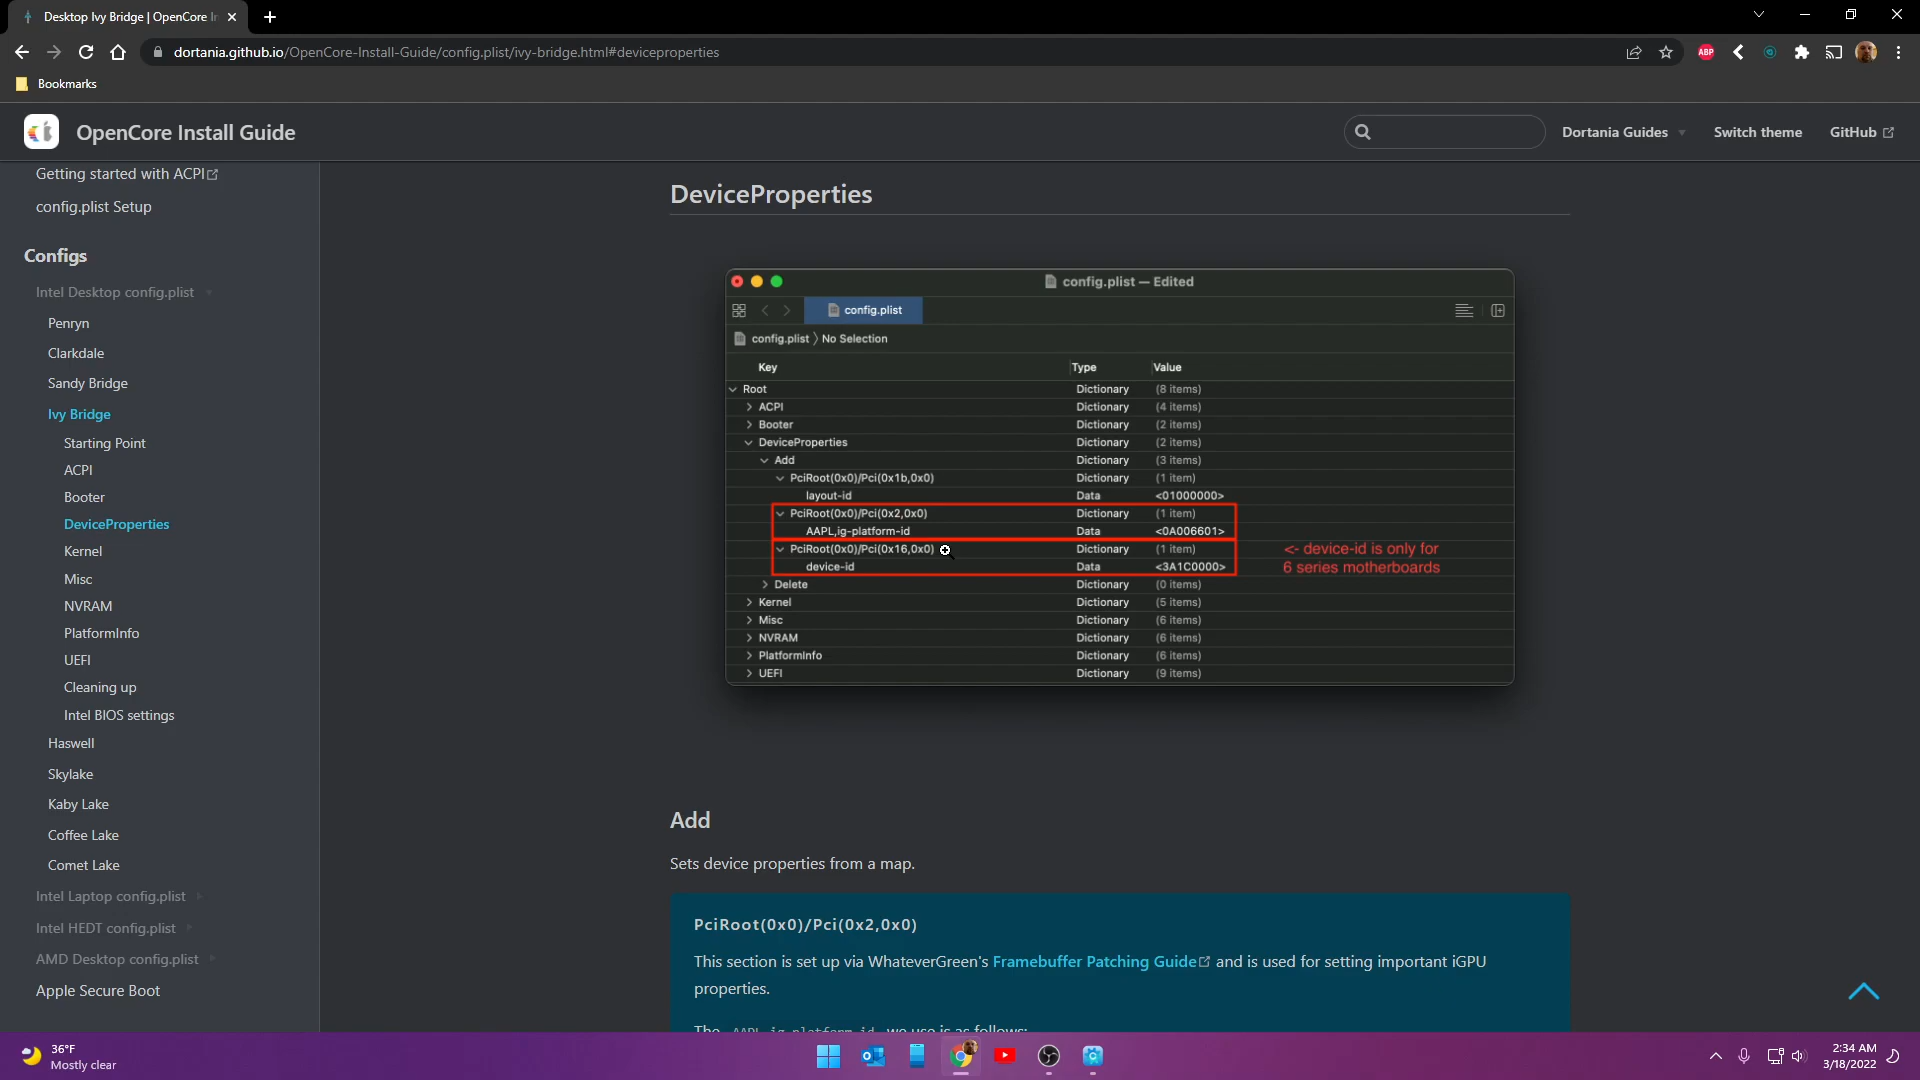 Desktop Ivy Bridge | OpenCore In
dortania.github.io/OpenCore-Install-Guide/config.plist/ivy-bridge.html#deviceproperties
ABP
Bookmarks
OpenCore Install Guide
Dortania Guides
Switch theme
GitHub
Getting started with ACPI
config.plist Setup
Configs
Intel Desktop config.plist
Penryn
Clarkdale
Sandy Bridge
Ivy Bridge
Starting Point
ACPI
Booter
DeviceProperties
Kernel
Misc
NVRAM
PlatformInfo
UEFI
Cleaning up
Intel BIOS settings
Haswell
Skylake
Kaby Lake
Coffee Lake
Comet Lake
Intel Laptop config.plist
Intel HEDT config.plist
AMD Desktop config.plist
Apple Secure Boot
DeviceProperties
config.plist — Edited
config.plist
config.plist 〉 No Selection
Key Type Value
Root Dictionary (8 items)
ACPI Dictionary (4 items)
Booter Dictionary (2 items)
DeviceProperties Dictionary (2 items)
Add Dictionary (3 items)
PciRoot(0x0)/Pci(0x1b,0x0) Dictionary (1 item)
layout-id Data <01000000>
PciRoot(0x0)/Pci(0x2,0x0) Dictionary (1 item)
AAPL,ig-platform-id Data <0A006601>
PciRoot(0x0)/Pci(0x16,0x0) Dictionary (1 item) <- device-id is only for
device-id Data <3A1C0000> 6 series motherboards
Delete Dictionary (0 items)
Kernel Dictionary (5 items)
Misc Dictionary (6 items)
NVRAM Dictionary (6 items)
PlatformInfo Dictionary (6 items)
UEFI Dictionary (9 items)
Add
Sets device properties from a map.
PciRoot(0x0)/Pci(0x2,0x0)
This section is set up via WhateverGreen's Framebuffer Patching Guide and is used for setting important iGPU
properties.
The AAPL,ig-platform-id we use is as follows:
36°F
Mostly clear
2:34 AM
3/18/2022